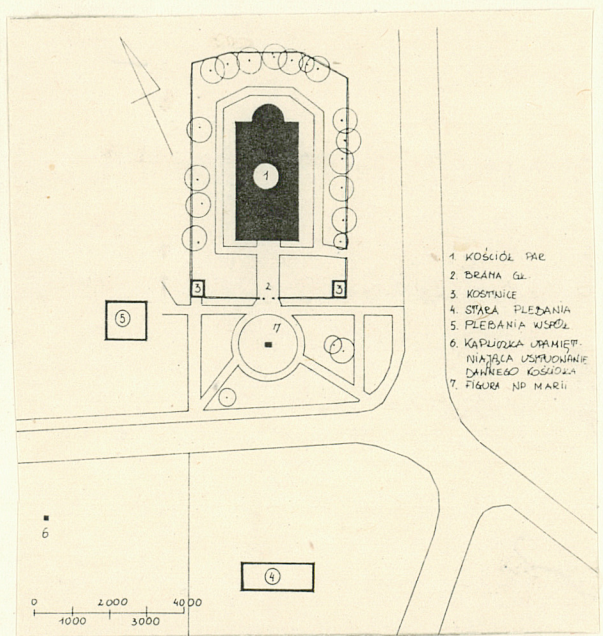 1
3
2
3
7
5
6
4
0 2000 4000
1000 3000
1. KOŚCIÓŁ PAR
2. BRAMA GŁ.
3. KOSTNICE
4. STARA PLEBANIA
5. PLEBANIA WSPÓŁ
6. KAPLICZKA UPAMIĘT-
NIAJĄCA USYTUOWANIE
DAWNEGO KOŚCIOŁA
7. FIGURA NP MARII